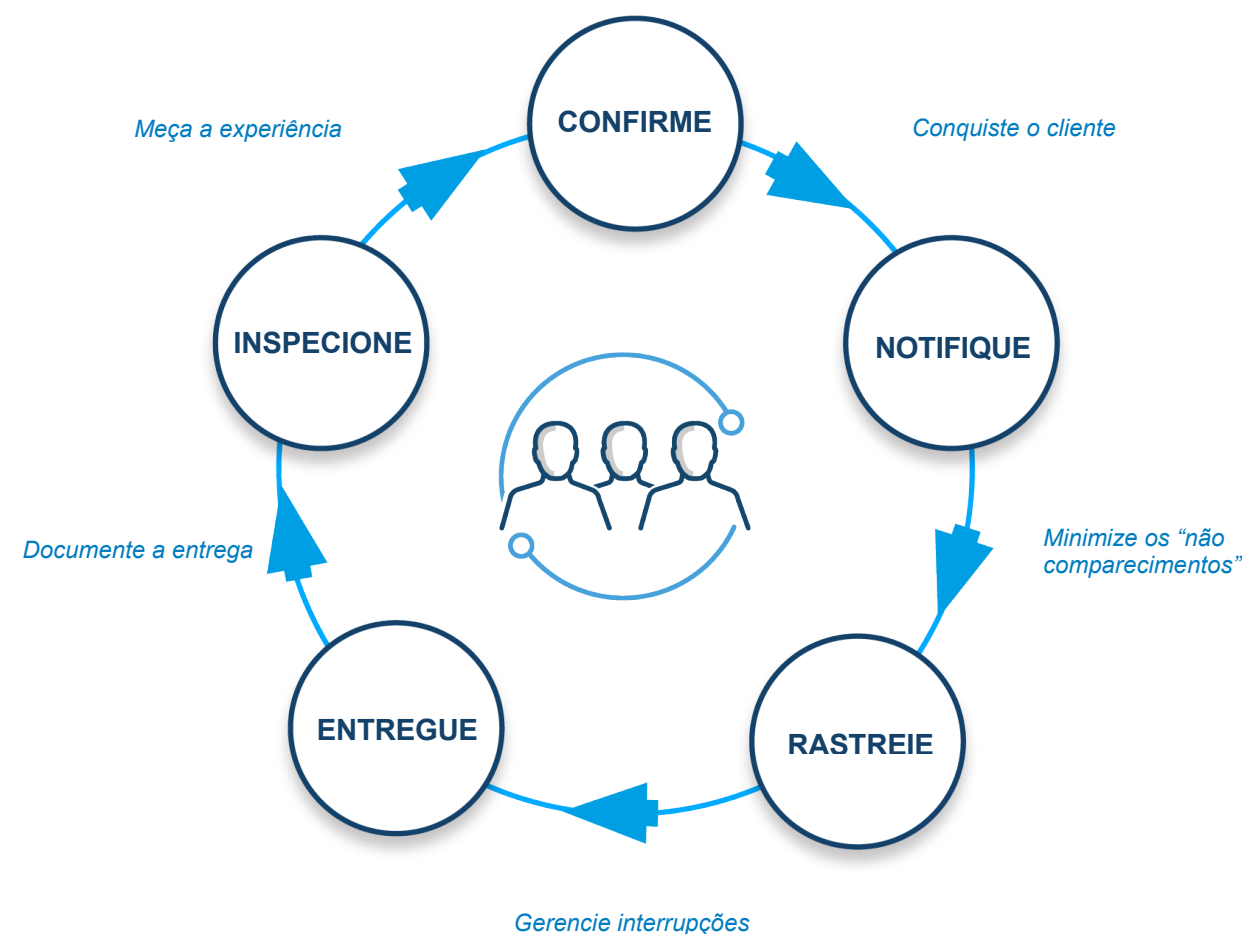 CONFIRME
Meça a experiência
Conquiste o cliente
INSPECIONE
NOTIFIQUE
Documente a entrega
Minimize os “não
comparecimentos”
ENTREGUE
RASTREIE
Gerencie interrupções